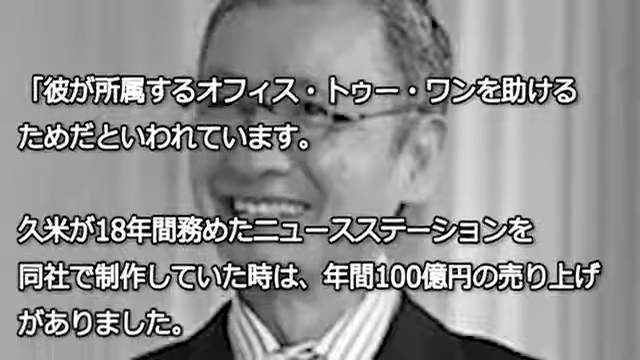 「彼が所属するオフィス・トゥー・ワンを助ける
ためだといわれています。
久米が18年間務めたニュースステーションを
同社で制作していた時は、年間100億円の売り上げ
がありました。